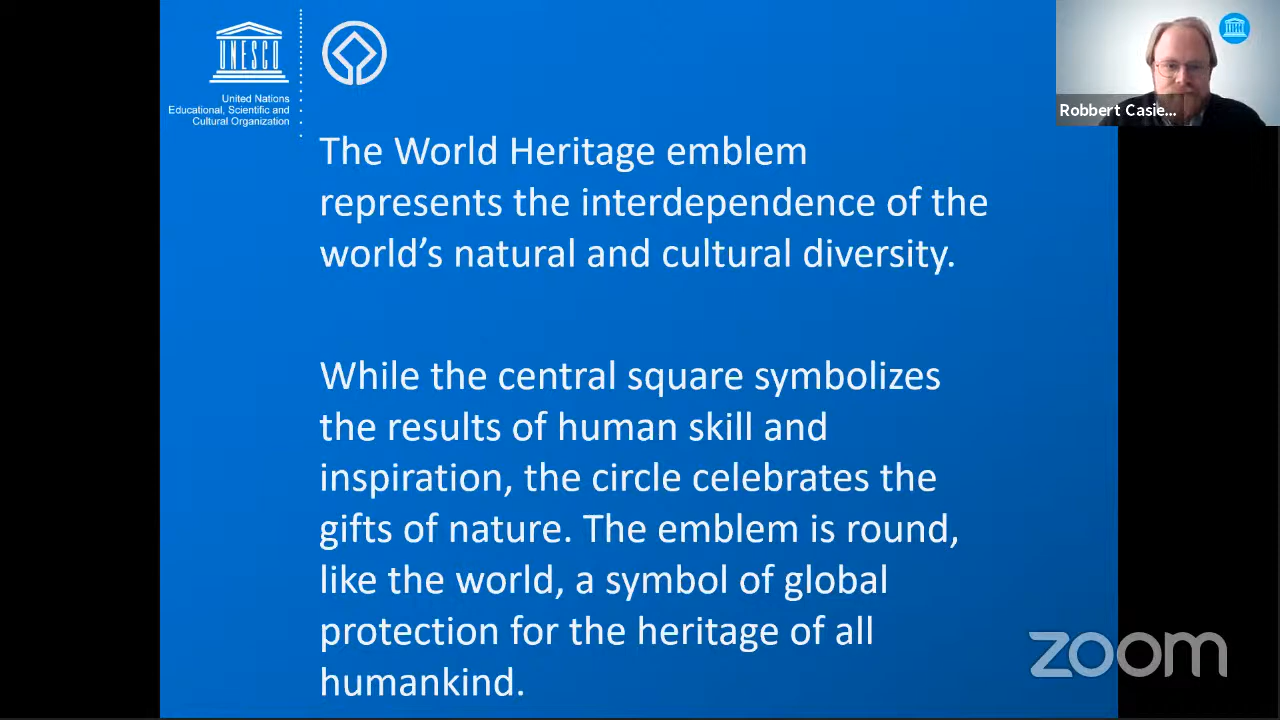 UNESCO
United Nations
Educational, Scientific and
Cultural Organization
Robbert Casie...
The World Heritage emblem
represents the interdependence of the
world’s natural and cultural diversity.
While the central square symbolizes
the results of human skill and
inspiration, the circle celebrates the
gifts of nature. The emblem is round,
like the world, a symbol of global
protection for the heritage of all
humankind.
zoom